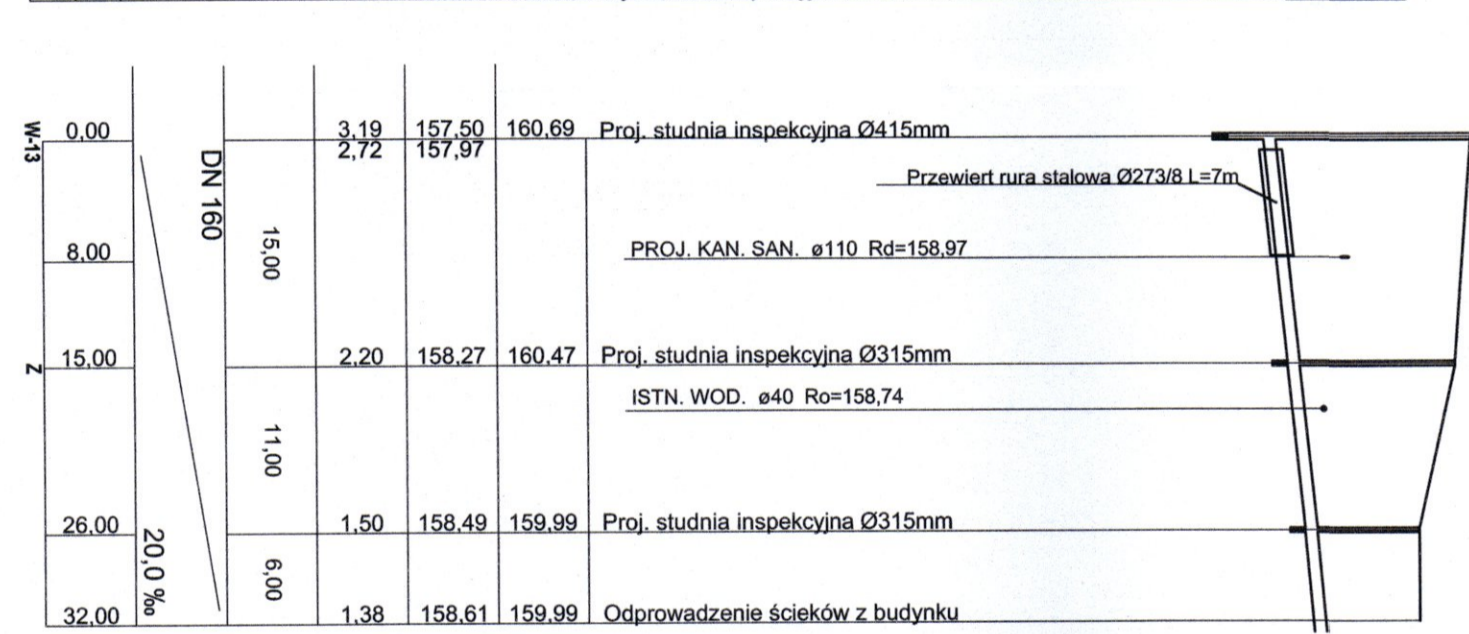 W-13 0,00 3,19 157,50 160,69 Proj. studnia inspekcyjna Ø415mm
2,72 157,97
DN 160
Przewiert rura stalowa Ø273/8 L=7m
15,00
8,00 PROJ. KAN. SAN. ø110 Rd=158,97
Z 15,00 2,20 158,27 160,47 Proj. studnia inspekcyjna Ø315mm
ISTN. WOD. ø40 Ro=158,74
11,00
26,00 1,50 158,49 159,99 Proj. studnia inspekcyjna Ø315mm
20,0 ‰
6,00
32,00 1,38 158,61 159,99 Odprowadzenie ścieków z budynku